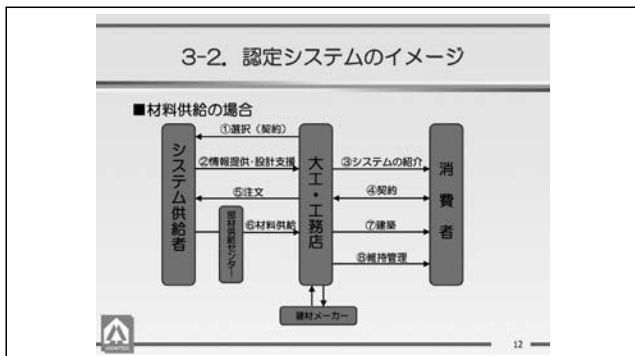 3-2. 認定システムのイメージ
■材料供給の場合
①選択（契約）
システム供給者
②情報提供・設計支援
大工・工務店
③システムの紹介
消費者
⑤注文
④契約
部材供給センター
⑥材料供給
⑦建築
⑧維持管理
建材メーカー
12